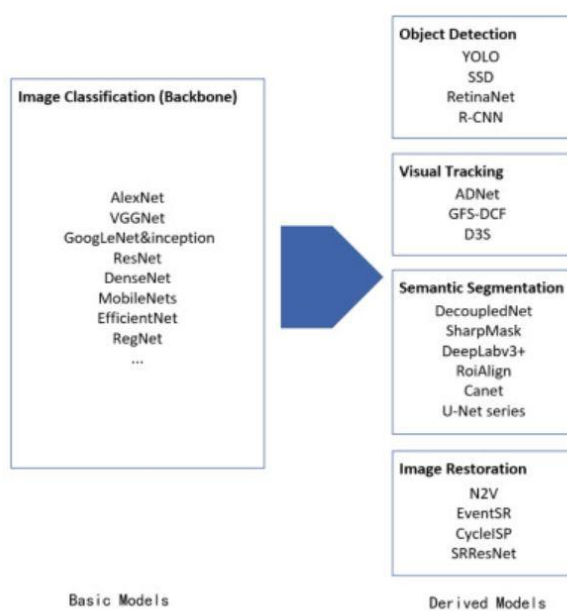 Image Classification (Backbone)
AlexNet
VGGNet
GoogLeNet&inception
ResNet
DenseNet
MobileNets
EfficientNet
RegNet
...
Basic Models
Object Detection
YOLO
SSD
RetinaNet
R-CNN
Visual Tracking
ADNet
GFS-DCF
D3S
Semantic Segmentation
DecoupledNet
SharpMask
DeepLabv3+
RoiAlign
Canet
U-Net series
Image Restoration
N2V
EventSR
CycleISP
SRResNet
Derived Models